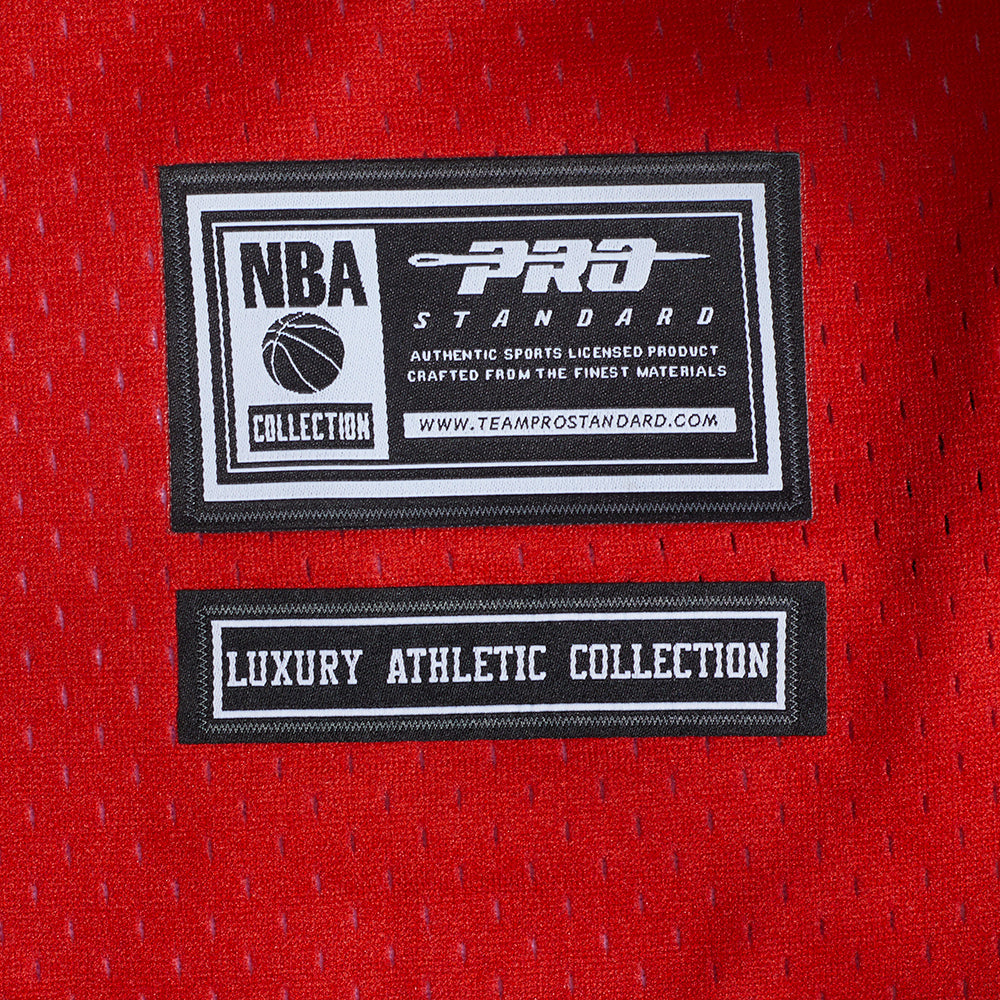 NBA
COLLECTION
PRO
STANDARD
AUTHENTIC SPORTS LICENSED PRODUCT
CRAFTED FROM THE FINEST MATERIALS
WWW.TEAMPROSTANDARD.COM
LUXURY ATHLETIC COLLECTION